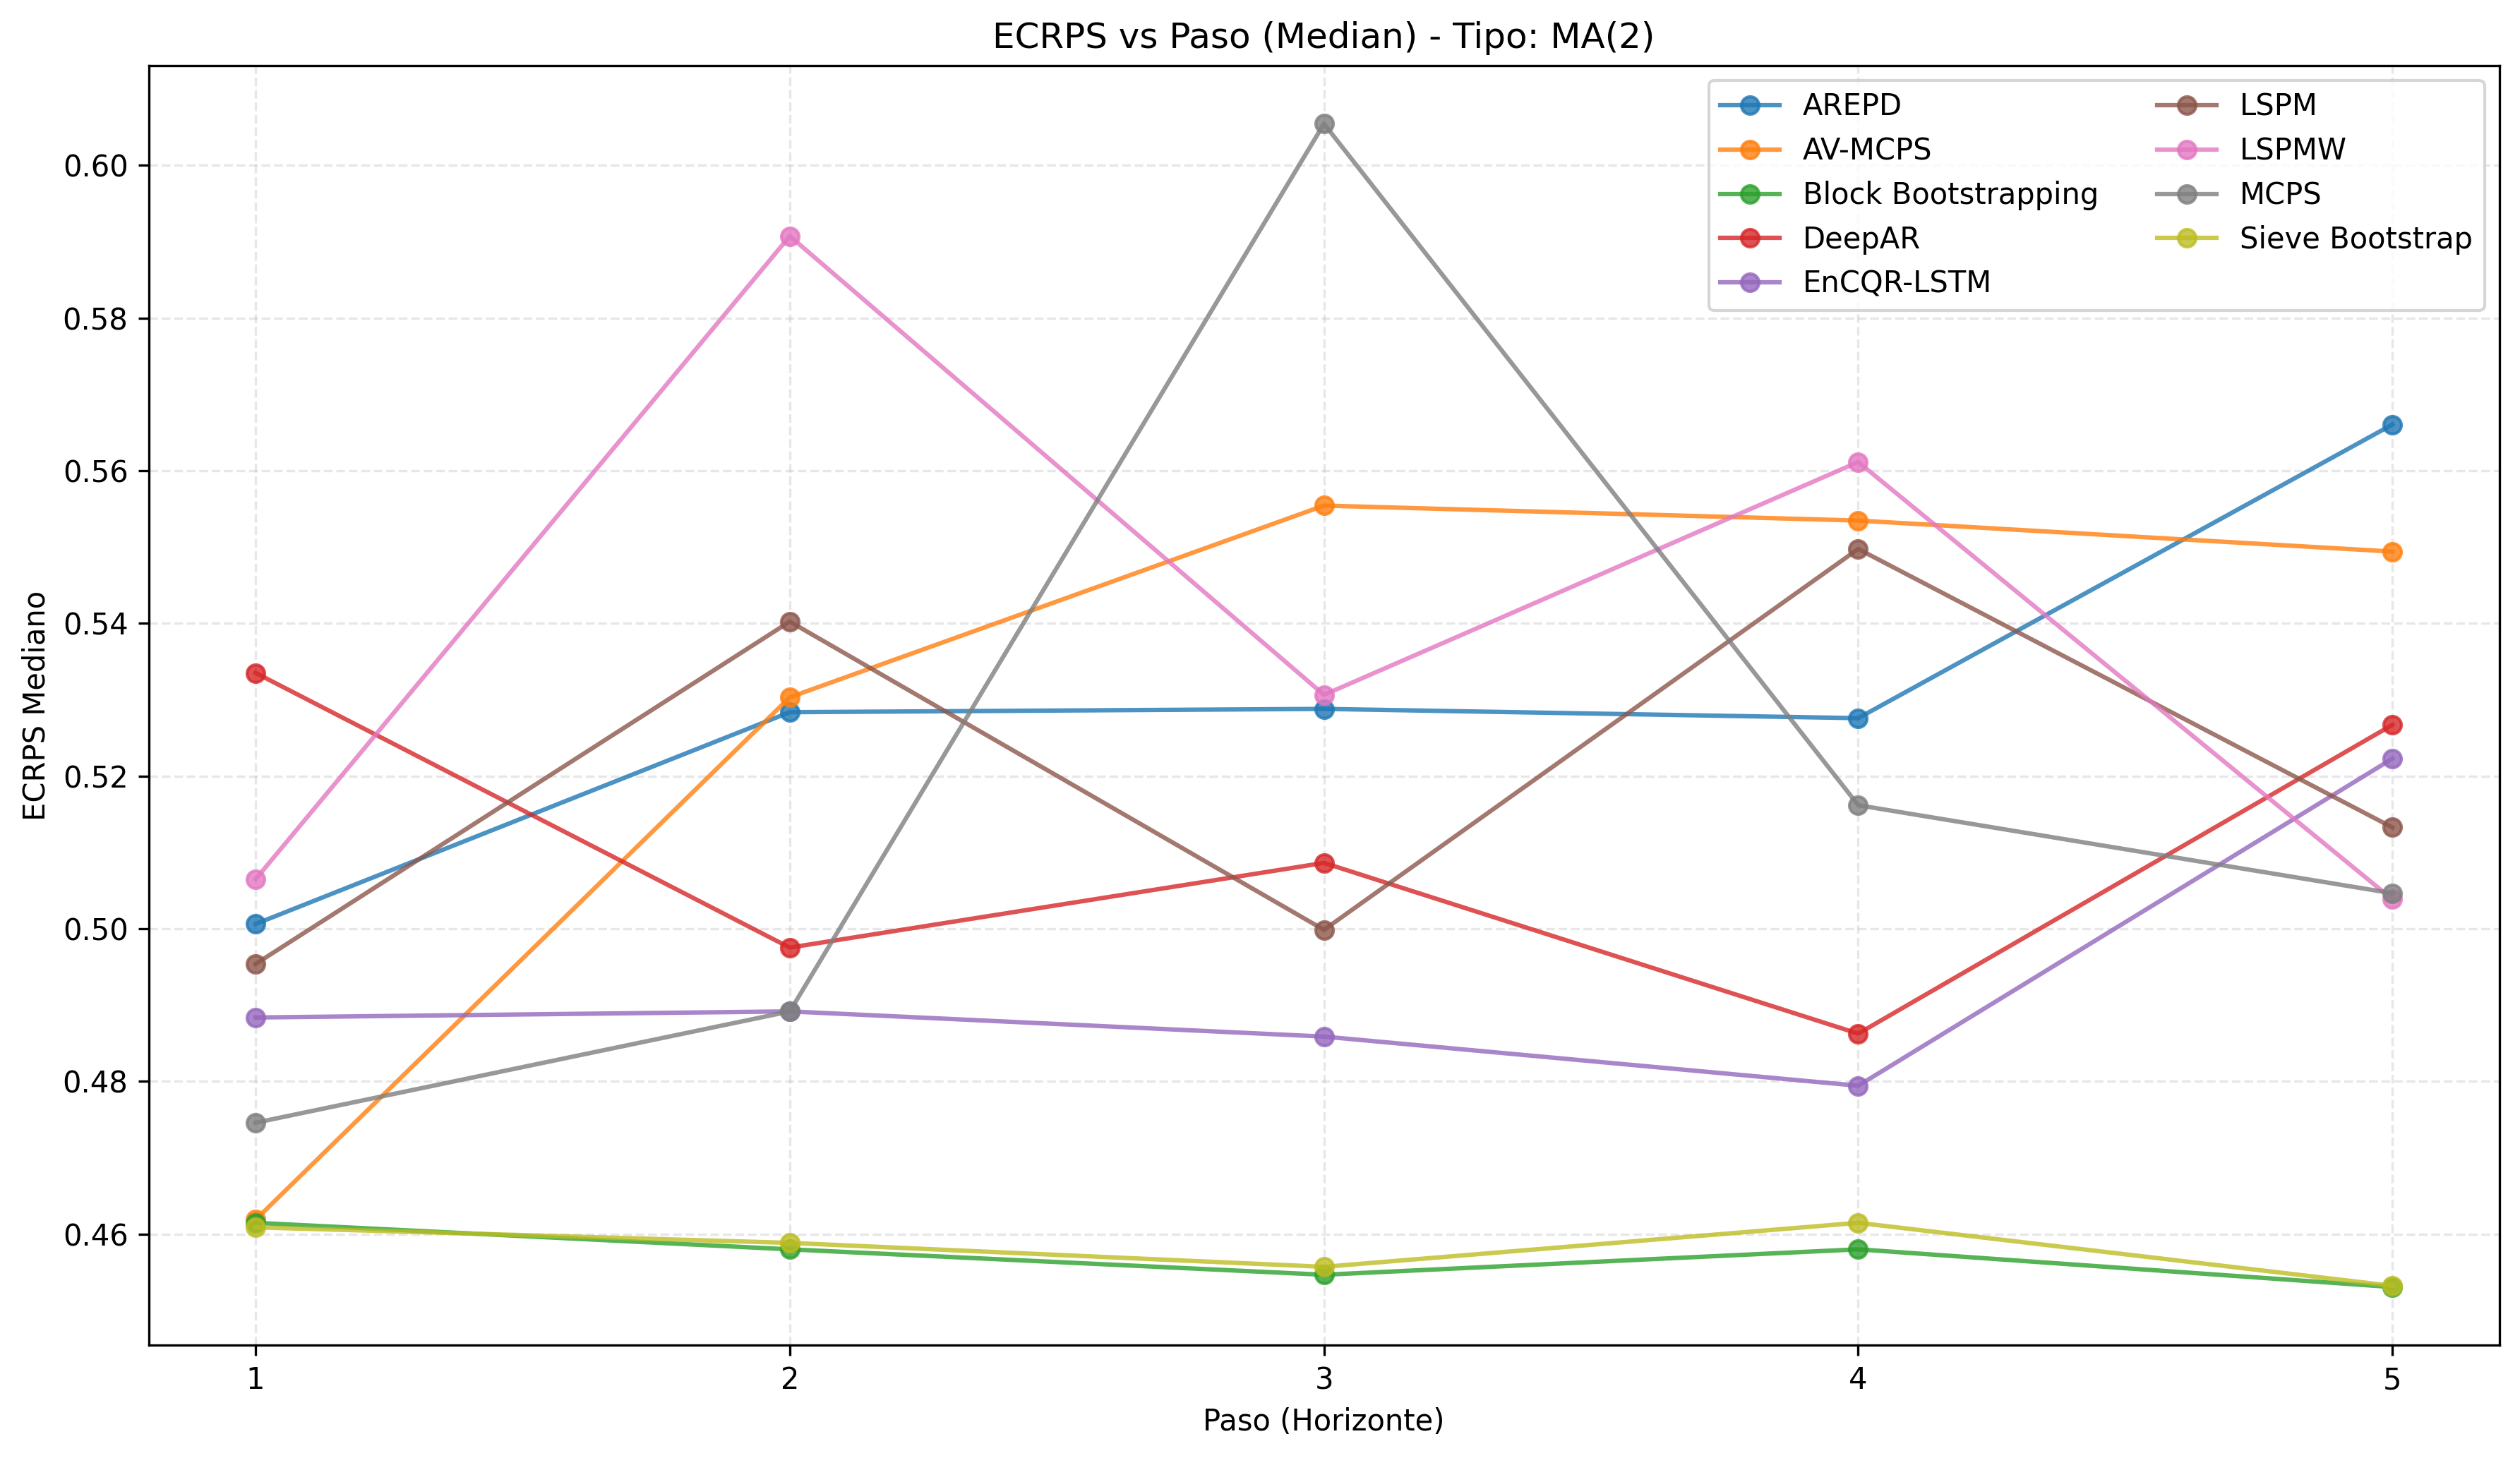 ECRPS vs Paso (Median) - Tipo: MA(2)
AREPD
AV-MCPS
Block Bootstrapping
DeepAR
EnCQR-LSTM
LSPM
LSPMW
MCPS
Sieve Bootstrap
ECRPS Mediano
0.60
0.58
0.56
0.54
0.52
0.50
0.48
0.46
1 2 3 4 5
Paso (Horizonte)